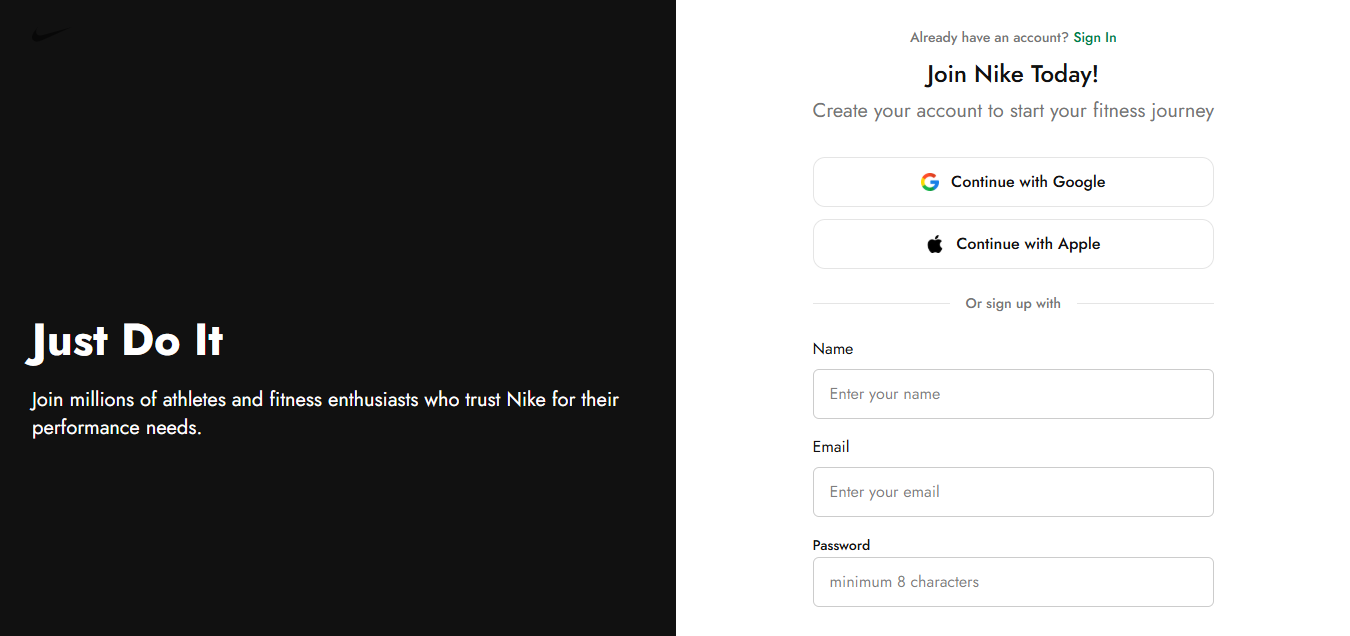 Just Do It
Join millions of athletes and fitness enthusiasts who trust Nike for their
performance needs.
Already have an account? Sign In
Join Nike Today!
Create your account to start your fitness journey
Continue with Google
Continue with Apple
Or sign up with
Name
Enter your name
Email
Enter your email
Password
minimum 8 characters